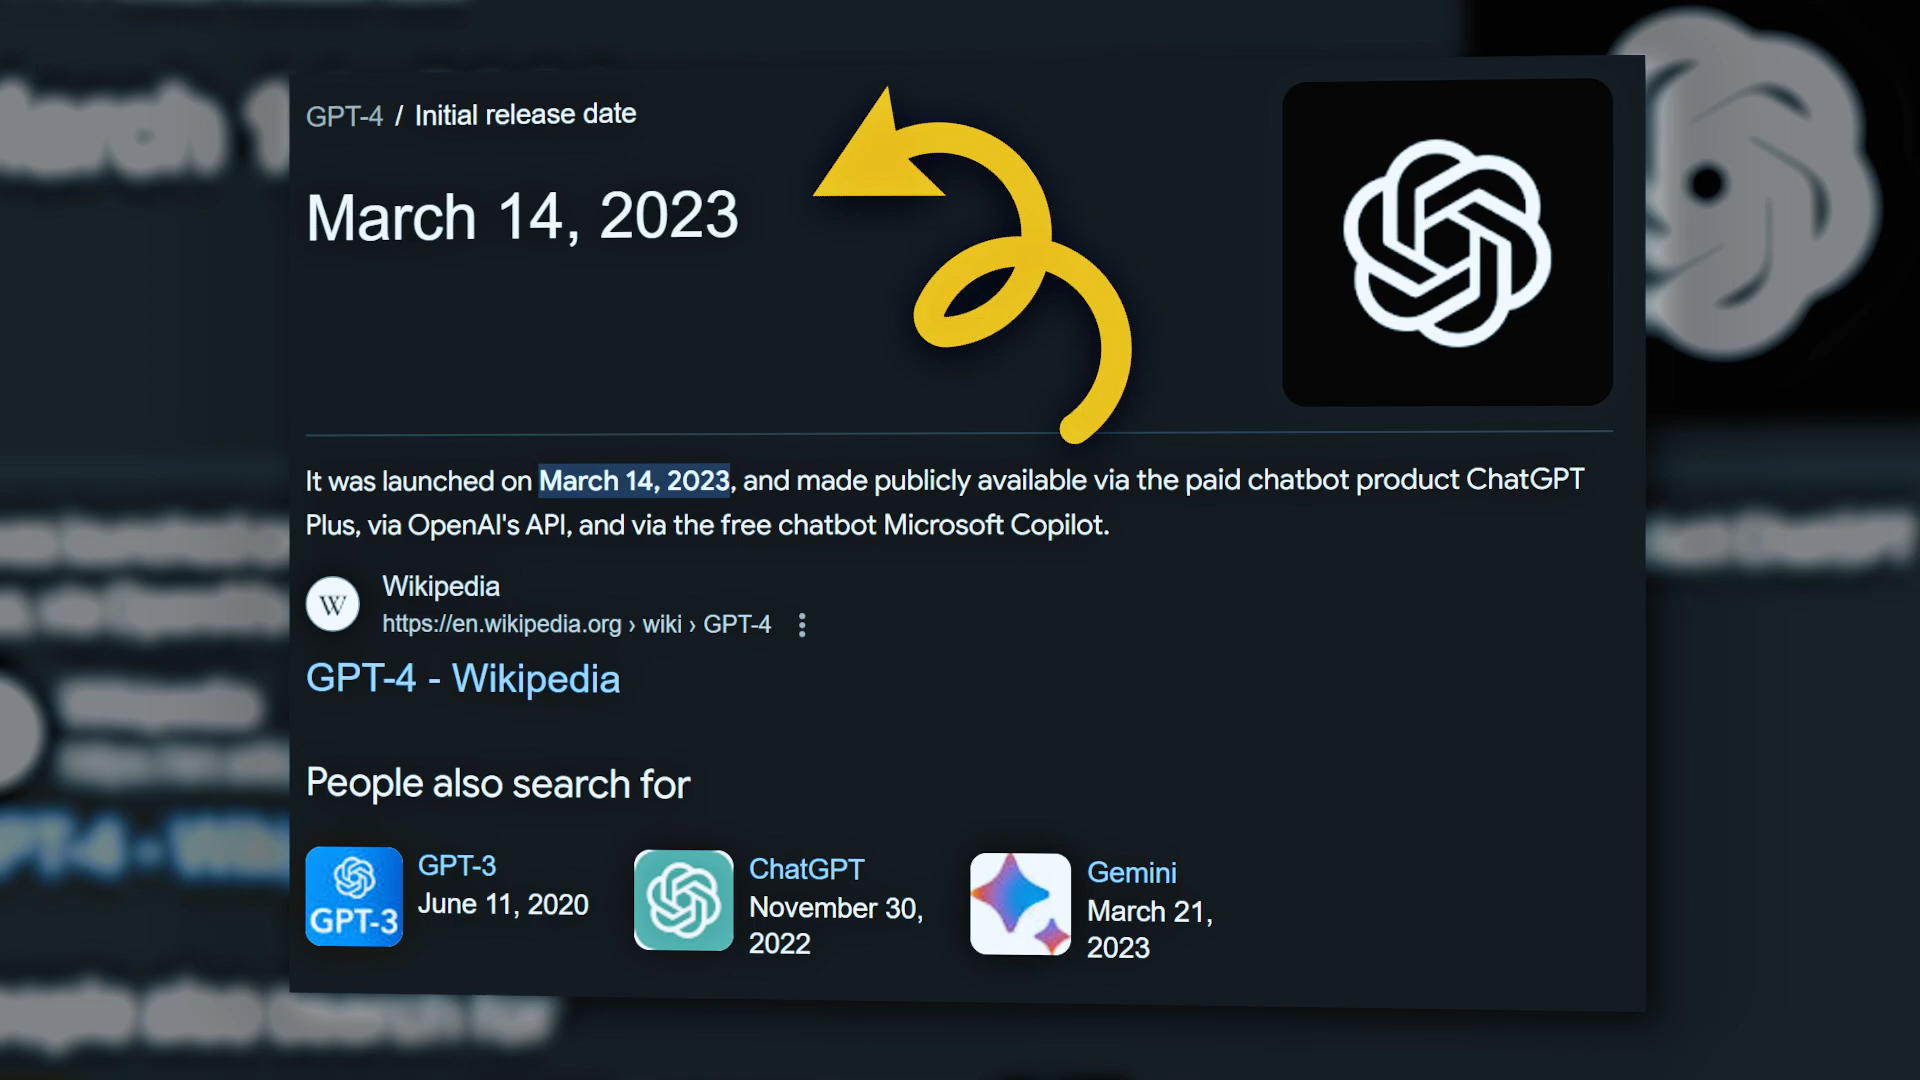 GPT-4 / Initial release date
March 14, 2023
It was launched on March 14, 2023, and made publicly available via the paid chatbot product ChatGPT
Plus, via OpenAI's API, and via the free chatbot Microsoft Copilot.
W
Wikipedia
https://en.wikipedia.org › wiki › GPT-4
GPT-4 - Wikipedia
People also search for
GPT-3
GPT-3
June 11, 2020
ChatGPT
November 30,
2022
Gemini
March 21,
2023